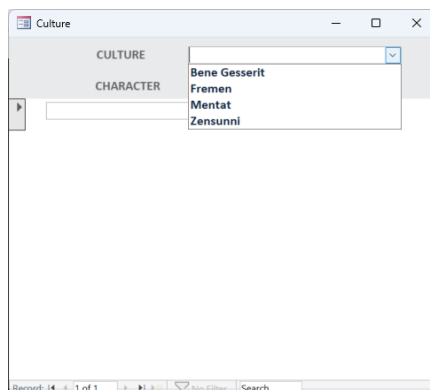 Culture
CULTURE
Bene Gesserit
CHARACTER
Fremen
Mentat
Zensunni
Record: 1 of 1 No Filter Search